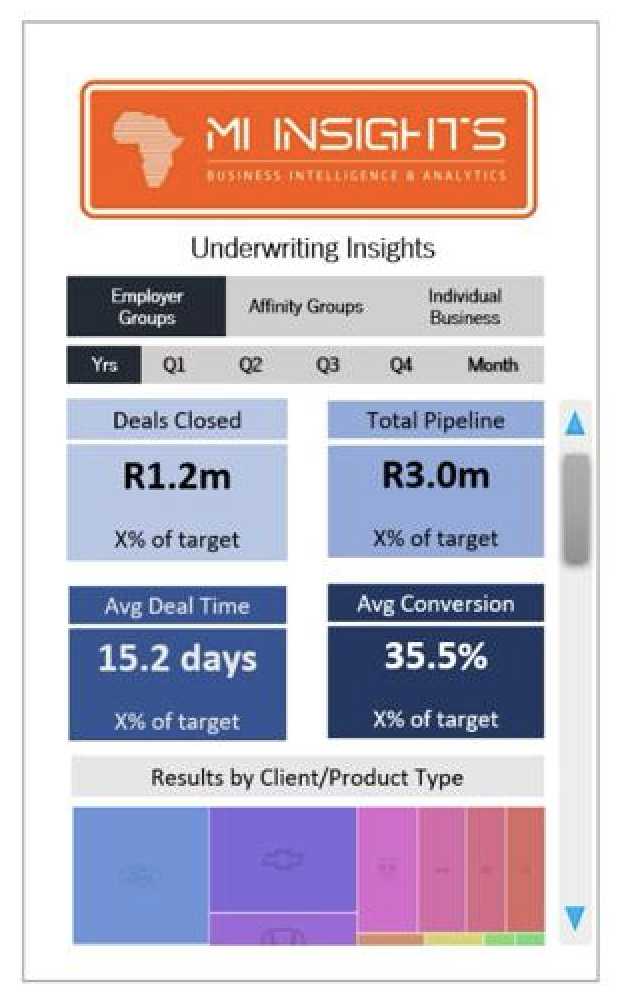 MI INSIGHTS
BUSINESS INTELLIGENCE & ANALYTICS
Underwriting Insights
Employer
Groups
Affinity Groups
Individual
Business
Yrs Q1 Q2 Q3 Q4 Month
Deals Closed
R1.2m
X% of target
Total Pipeline
R3.0m
X% of target
Avg Deal Time
15.2 days
X% of target
Avg Conversion
35.5%
X% of target
Results by Client/Product Type